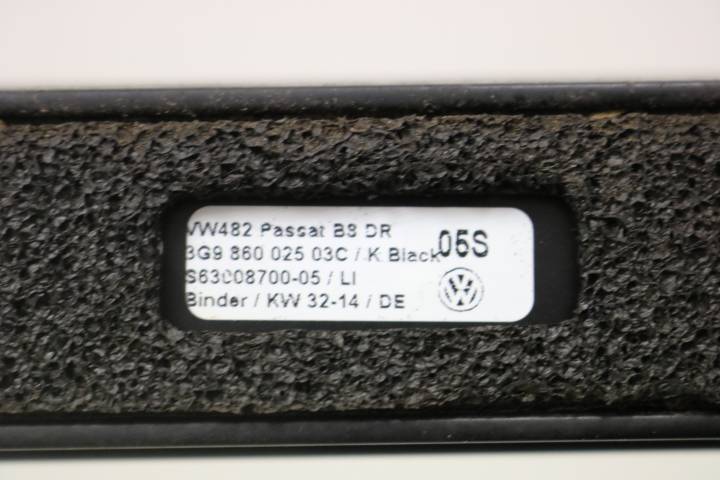 VW482 Passat B8 DR
3G9 860 025 03C / K Black 05S
S63008700-05 / LI
Binder / KW 32-14 / DE